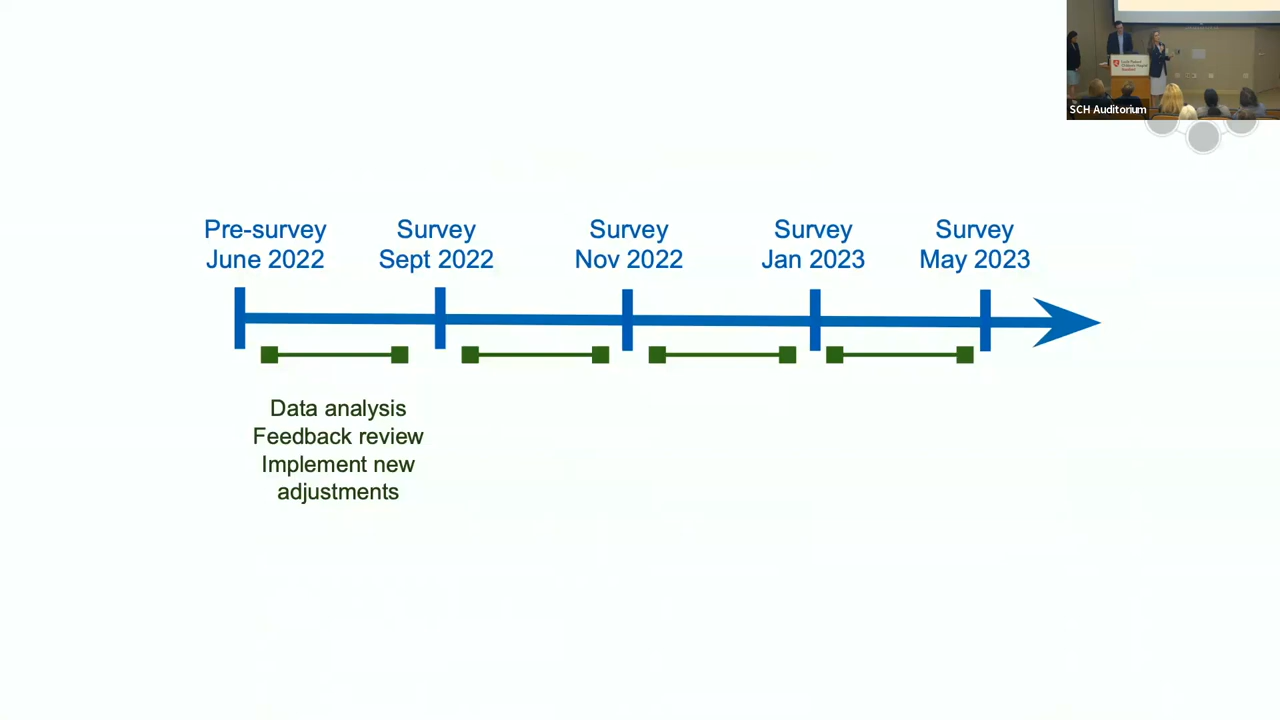 SCH Auditorium
Pre-survey
June 2022
Survey
Sept 2022
Survey
Nov 2022
Survey
Jan 2023
Survey
May 2023
Data analysis
Feedback review
Implement new
adjustments